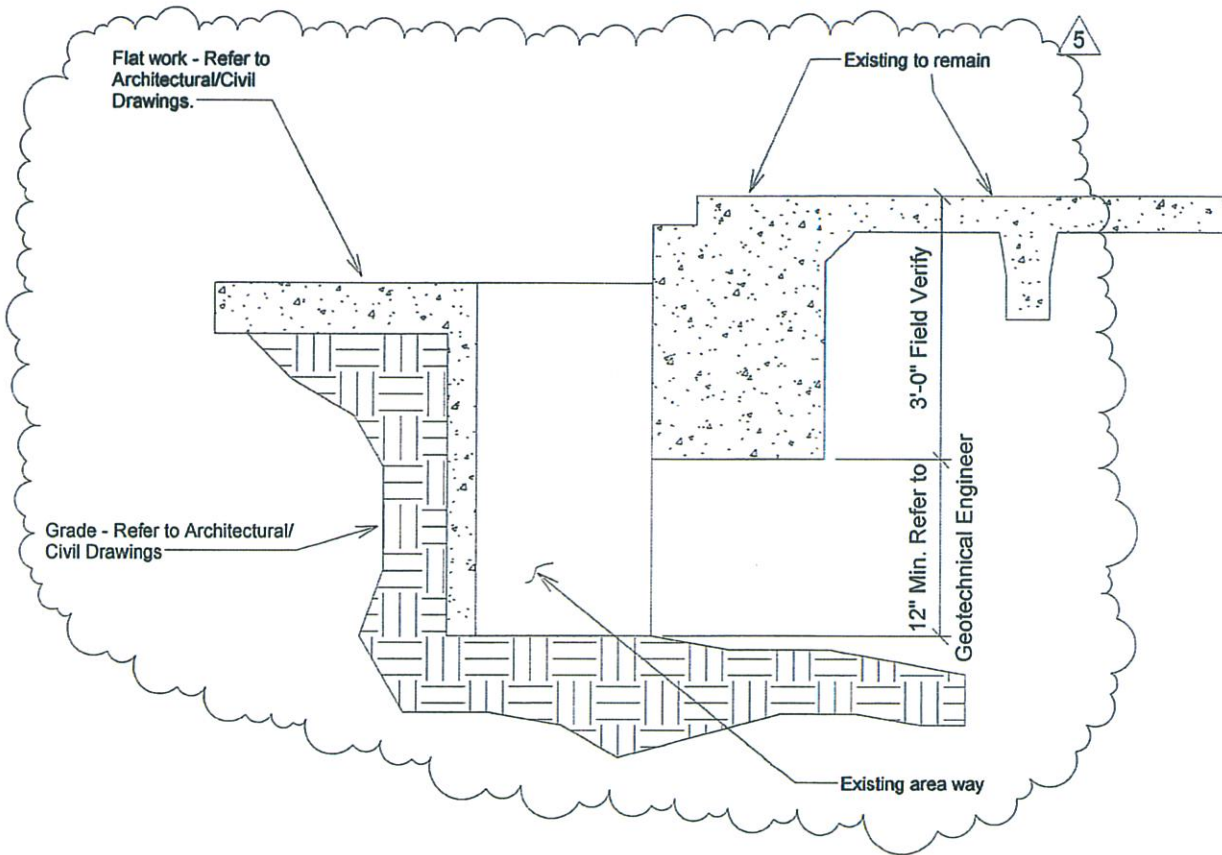 5
Flat work - Refer to
Architectural/Civil
Drawings.
Existing to remain
3'-0" Field Verify
Grade - Refer to Architectural/
Civil Drawings
12" Min. Refer to
Geotechnical Engineer
Existing area way